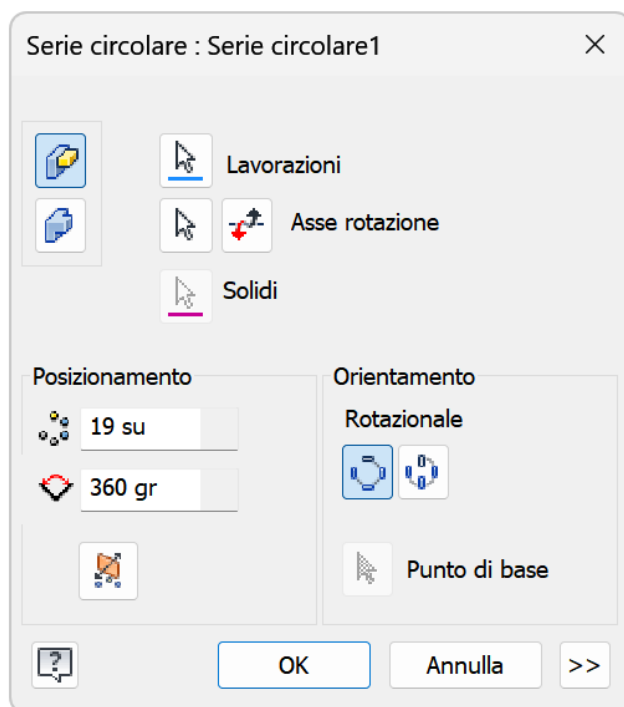 Serie circolare : Serie circolare1
Lavorazioni
Asse rotazione
Solidi
Posizionamento
19 su
360 gr
Orientamento
Rotazionale
Punto di base
OK
Annulla
>>